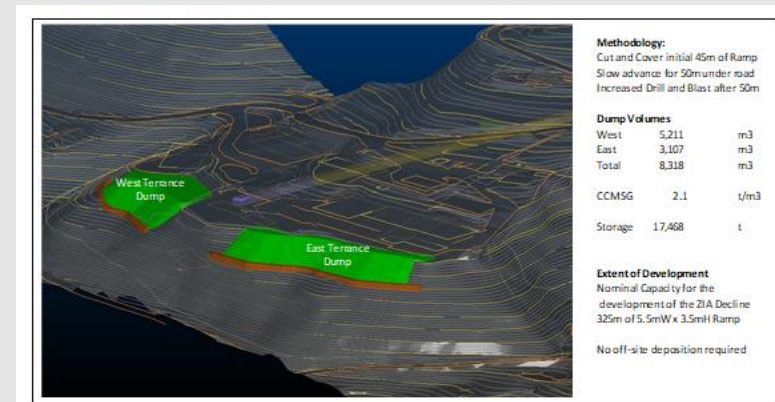 West Terrance
Dump
East Terrance
Dump
Methodology:
Cut and Cover initial 45m of Ramp
Slow advance for 50m under road
Increased Drill and Blast after 50m
Dump Volumes
West 5,211 m3
East 3,107 m3
Total 8,318 m3
CCMSG 2.1 t/m3
Storage 17,468 t
Extent of Development
Nominal Capacity for the
development of the ZIA Decline
325m of 5.5mW x 3.5mH Ramp
No off-site deposition required